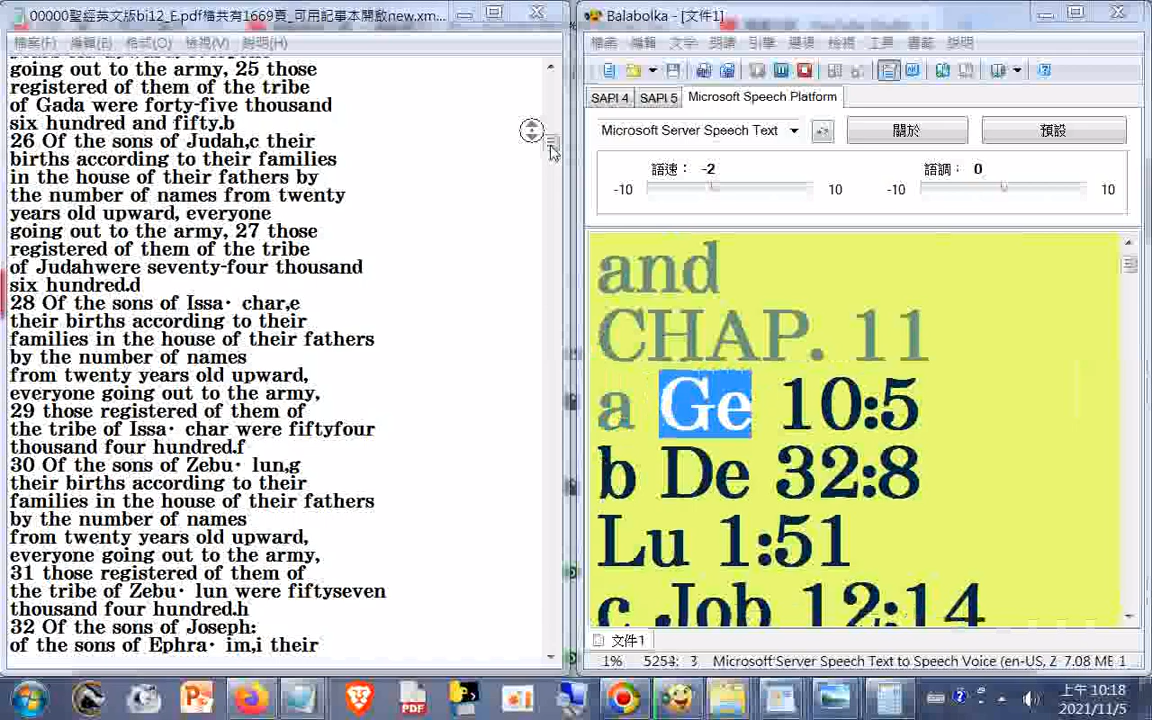 00000聖經英文版bi12_E.pdf檔共有1669頁_可用記事本開啟new.xm...
檔案(F) 編輯(E) 格式(O) 檢視(V) 說明(H)
going out to the army, 25 those
registered of them of the tribe
of Gada were forty-five thousand
six hundred and fifty.b
26 Of the sons of Judah,c their
births according to their families
in the house of their fathers by
the number of names from twenty
years old upward, everyone
going out to the army, 27 those
registered of them of the tribe
of Judahwere seventy-four thousand
six hundred.d
28 Of the sons of Issa· char,e
their births according to their
families in the house of their fathers
by the number of names
from twenty years old upward,
everyone going out to the army,
29 those registered of them of
the tribe of Issa· char were fiftyfour
thousand four hundred.f
30 Of the sons of Zebu· lun,g
their births according to their
families in the house of their fathers
by the number of names
from twenty years old upward,
everyone going out to the army,
31 those registered of them of
the tribe of Zebu· lun were fiftyseven
thousand four hundred.h
32 Of the sons of Joseph:
of the sons of Ephra· im,i their
Balabolka - [文件1]
檔案 編輯 文字 朗讀 引擎 選項 檢視 工具 書籤 說明
SAPI 4 SAPI 5 Microsoft Speech Platform
Microsoft Server Speech Text 關於 預設
語速: -2 語調: 0
-10 10 -10 10
and
CHAP. 11
a Ge 10:5
b De 32:8
Lu 1:51
c Job 12:14
文件1
1% 5254: 3 Microsoft Server Speech Text to Speech Voice (en-US, Z 7.08 ME 1
PDF
上午 10:18
2021/11/5